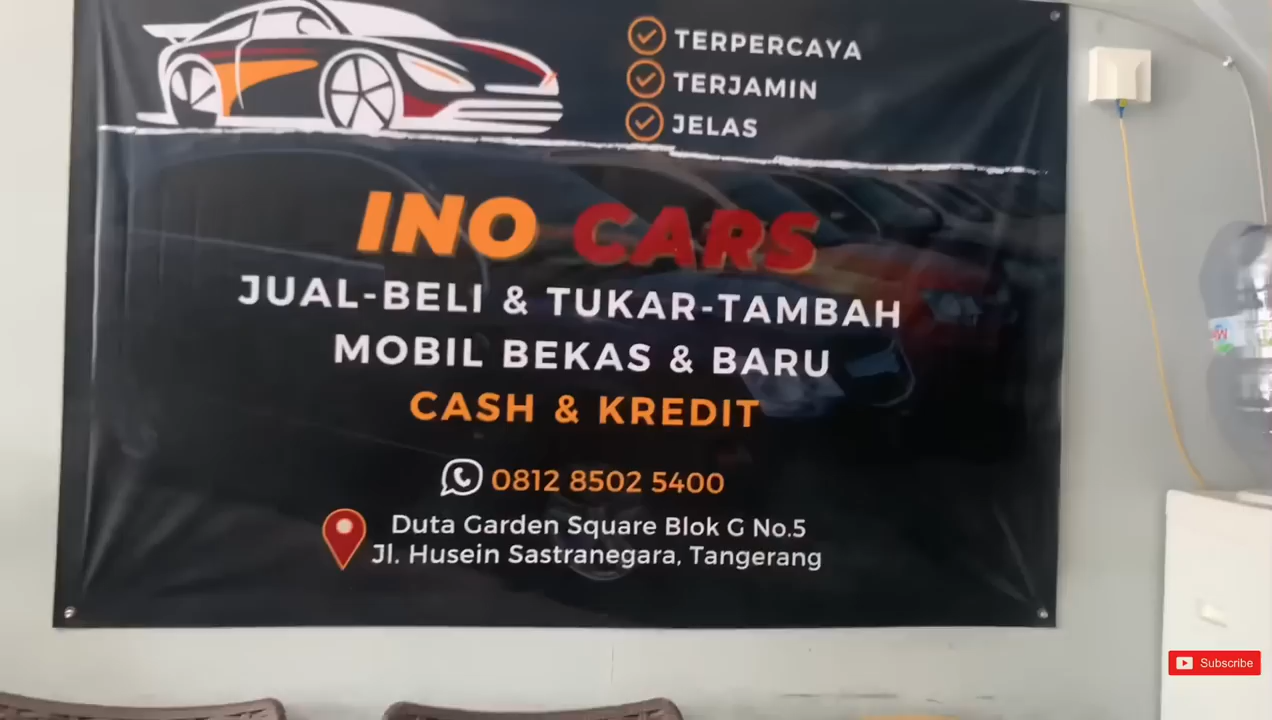 TERPERCAYA
TERJAMIN
JELAS
INO CARS
JUAL-BELI & TUKAR-TAMBAH
MOBIL BEKAS & BARU
CASH & KREDIT
0812 8502 5400
Duta Garden Square Blok G No.5
Jl. Husein Sastranegara, Tangerang
Subscribe